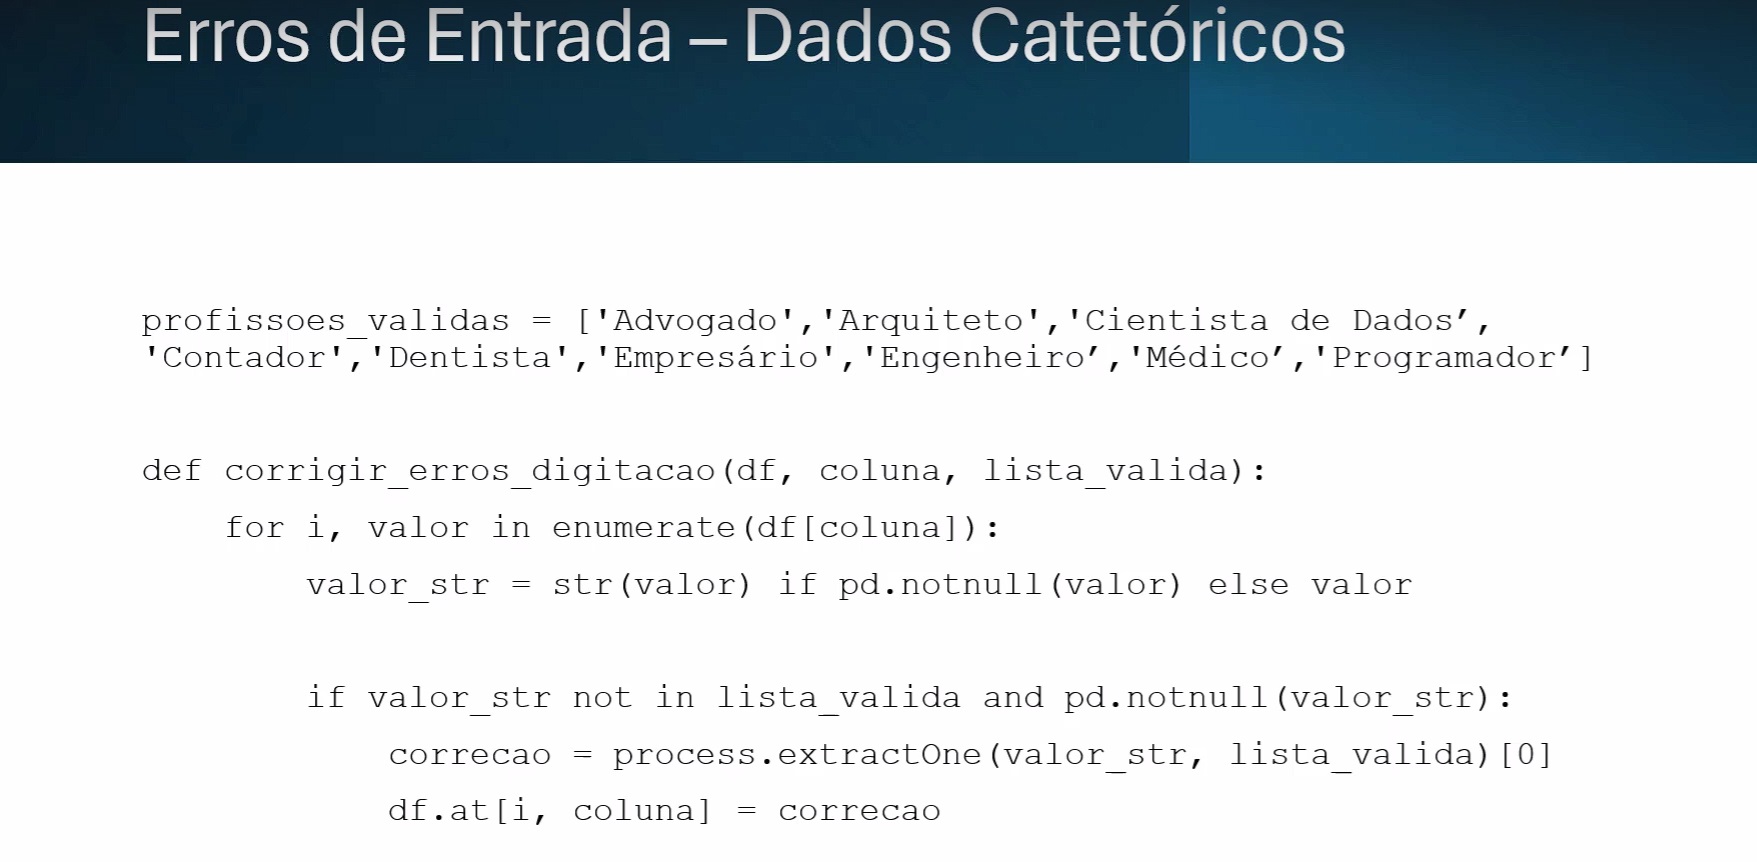 Erros de Entrada – Dados Catetóricos
profissoes_validas = ['Advogado','Arquiteto','Cientista de Dados’,
'Contador','Dentista','Empresário','Engenheiro’,'Médico’,'Programador’]
def corrigir_erros_digitacao(df, coluna, lista_valida):
for i, valor in enumerate(df[coluna]):
valor_str = str(valor) if pd.notnull(valor) else valor
if valor_str not in lista_valida and pd.notnull(valor_str):
correcao = process.extractOne(valor_str, lista_valida)[0]
df.at[i, coluna] = correcao